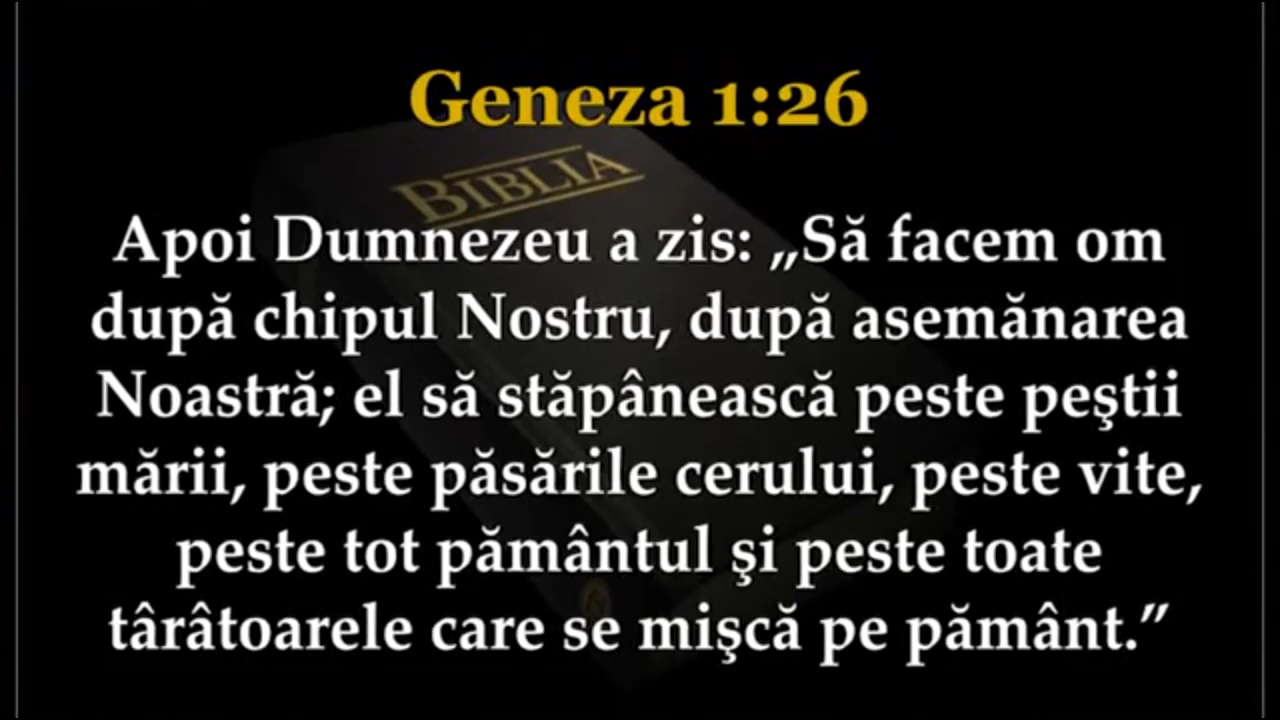 Geneza 1:26
BIBLIA
Apoi Dumnezeu a zis: „Să facem om
după chipul Nostru, după asemănarea
Noastră; el să stăpânească peste peştii
mării, peste păsările cerului, peste vite,
peste tot pământul şi peste toate
târâtoarele care se mişcă pe pământ.”